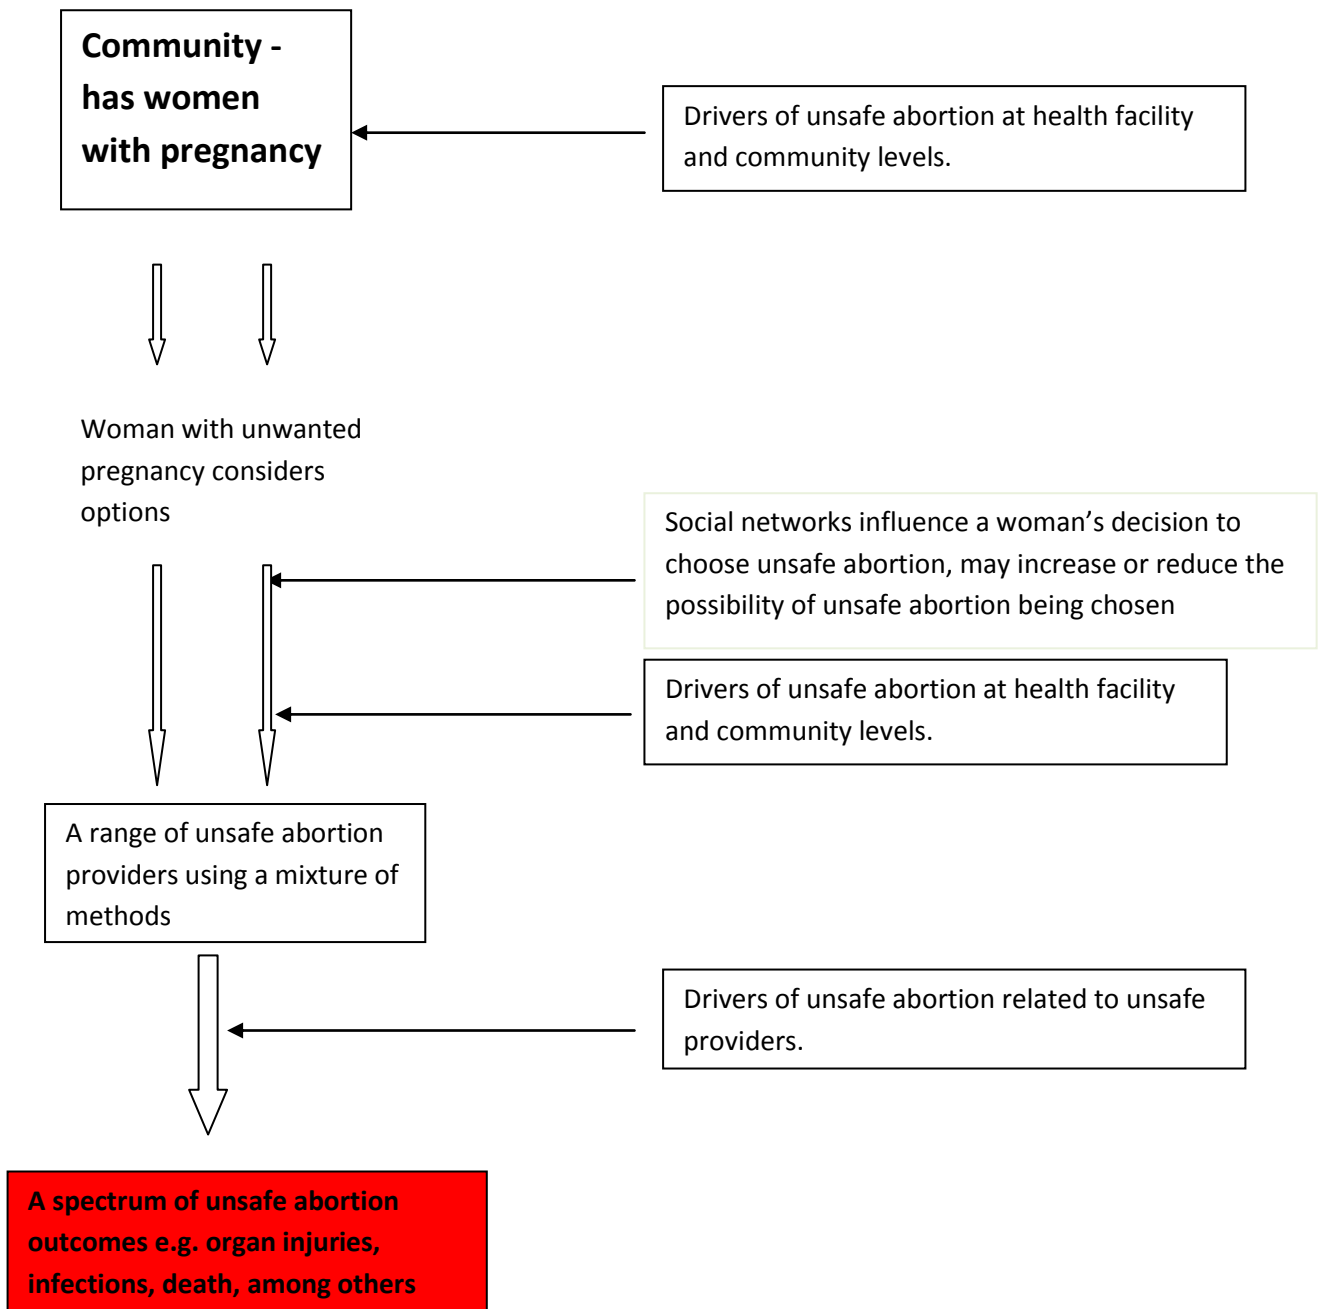 Community -
has women
with pregnancy
Drivers of unsafe abortion at health facility
and community levels.
Woman with unwanted
pregnancy considers
options
Social networks influence a woman’s decision to
choose unsafe abortion, may increase or reduce the
possibility of unsafe abortion being chosen
Drivers of unsafe abortion at health facility
and community levels.
A range of unsafe abortion
providers using a mixture of
methods
Drivers of unsafe abortion related to unsafe
providers.
A spectrum of unsafe abortion
outcomes e.g. organ injuries,
infections, death, among others